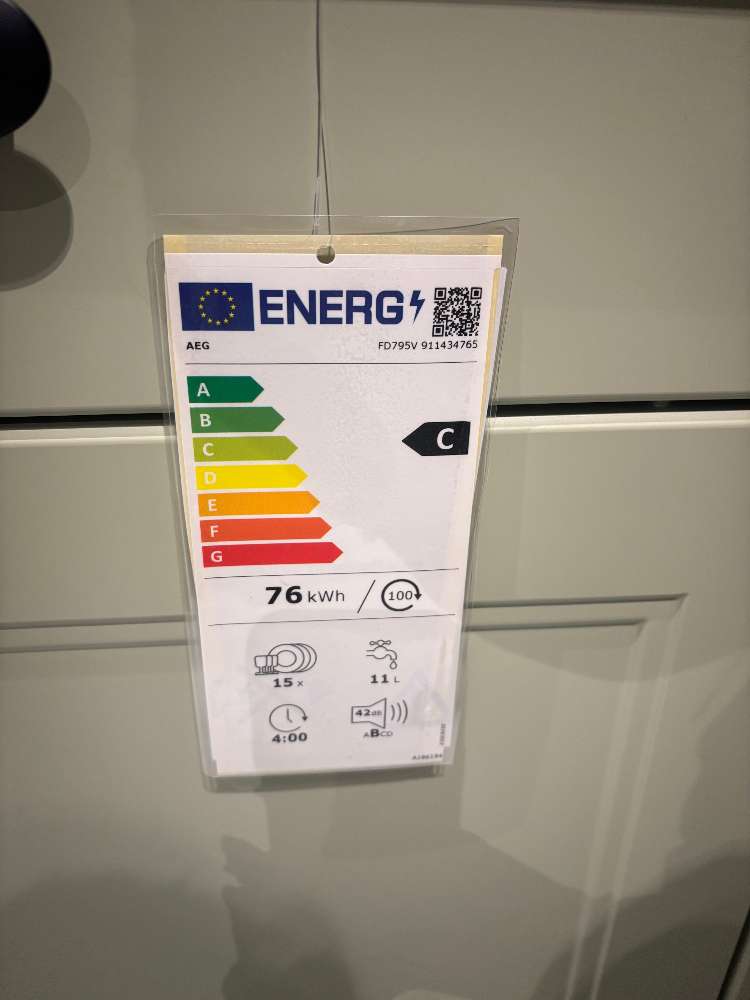 ENERG
AEG
FD795V 911434765
A
B
C
D
E
F
G
C
76 kWh / 100
15 x
11 L
4:00
42dB
ABCD